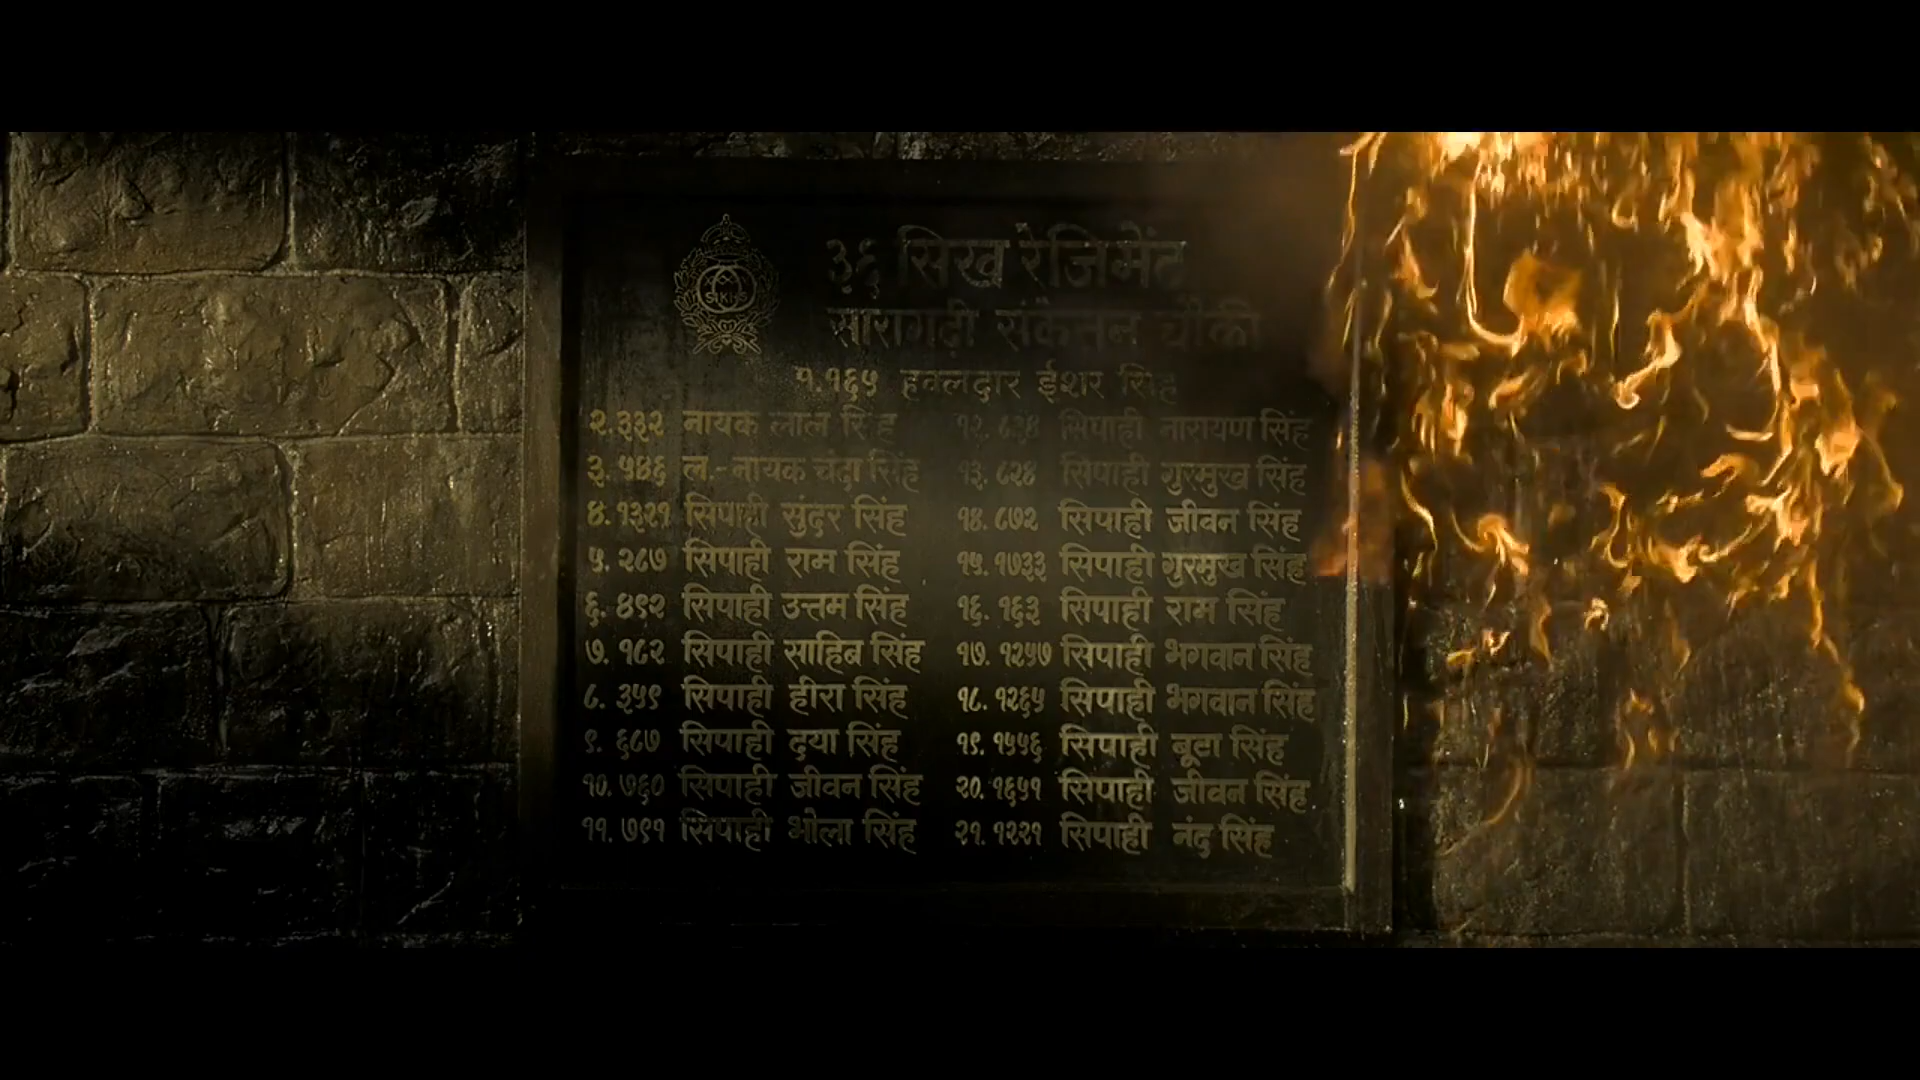 SIKHS
३६ सिख रेजिमेंट
सारागढ़ी संकेतन चौकी
१.१६५ हवलदार ईशर सिंह
२.३३२ नायक लाल सिंह
३.५४६ ल.-नायक चंदा सिंह
४.१३२१ सिपाही सुंदर सिंह
५.२८७ सिपाही राम सिंह
६.४९२ सिपाही उत्तम सिंह
७.१८२ सिपाही साहिब सिंह
८.३५९ सिपाही हीरा सिंह
९.६८७ सिपाही दया सिंह
१०.७६० सिपाही जीवन सिंह
११.७९१ सिपाही भोला सिंह
१२.८३४ सिपाही नारायण सिंह
१३.८२४ सिपाही गुरमुख सिंह
१४.८७२ सिपाही जीवन सिंह
१५.१७३३ सिपाही गुरमुख सिंह
१६.१६३ सिपाही राम सिंह
१७.१२५७ सिपाही भगवान सिंह
१८.१२६५ सिपाही भगवान सिंह
१९.१५५६ सिपाही बूटा सिंह
२०.१६५१ सिपाही जीवन सिंह
२१.१२२१ सिपाही नंद सिंह